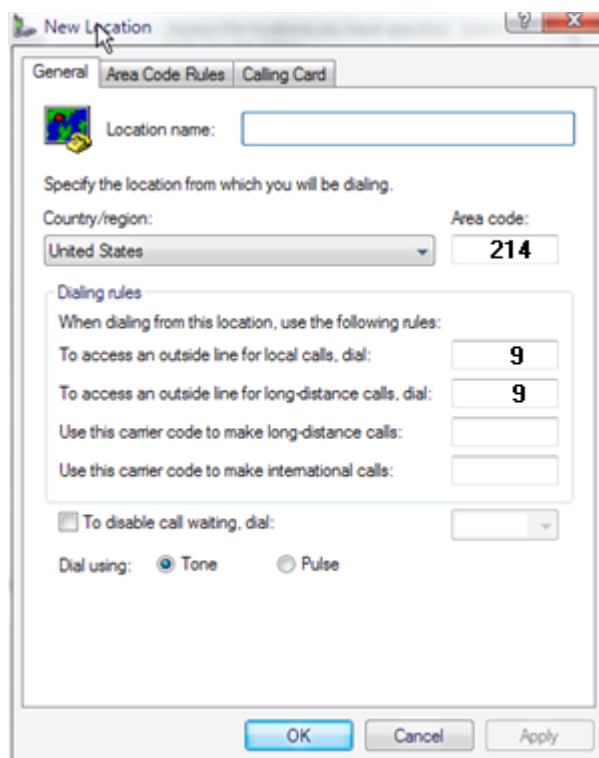 New Location
General Area Code Rules Calling Card
Location name:
Specify the location from which you will be dialing.
Country/region: Area code:
United States 214
Dialing rules
When dialing from this location, use the following rules:
To access an outside line for local calls, dial: 9
To access an outside line for long-distance calls, dial: 9
Use this carrier code to make long-distance calls:
Use this carrier code to make international calls:
To disable call waiting, dial:
Dial using: Tone Pulse
OK Cancel Apply